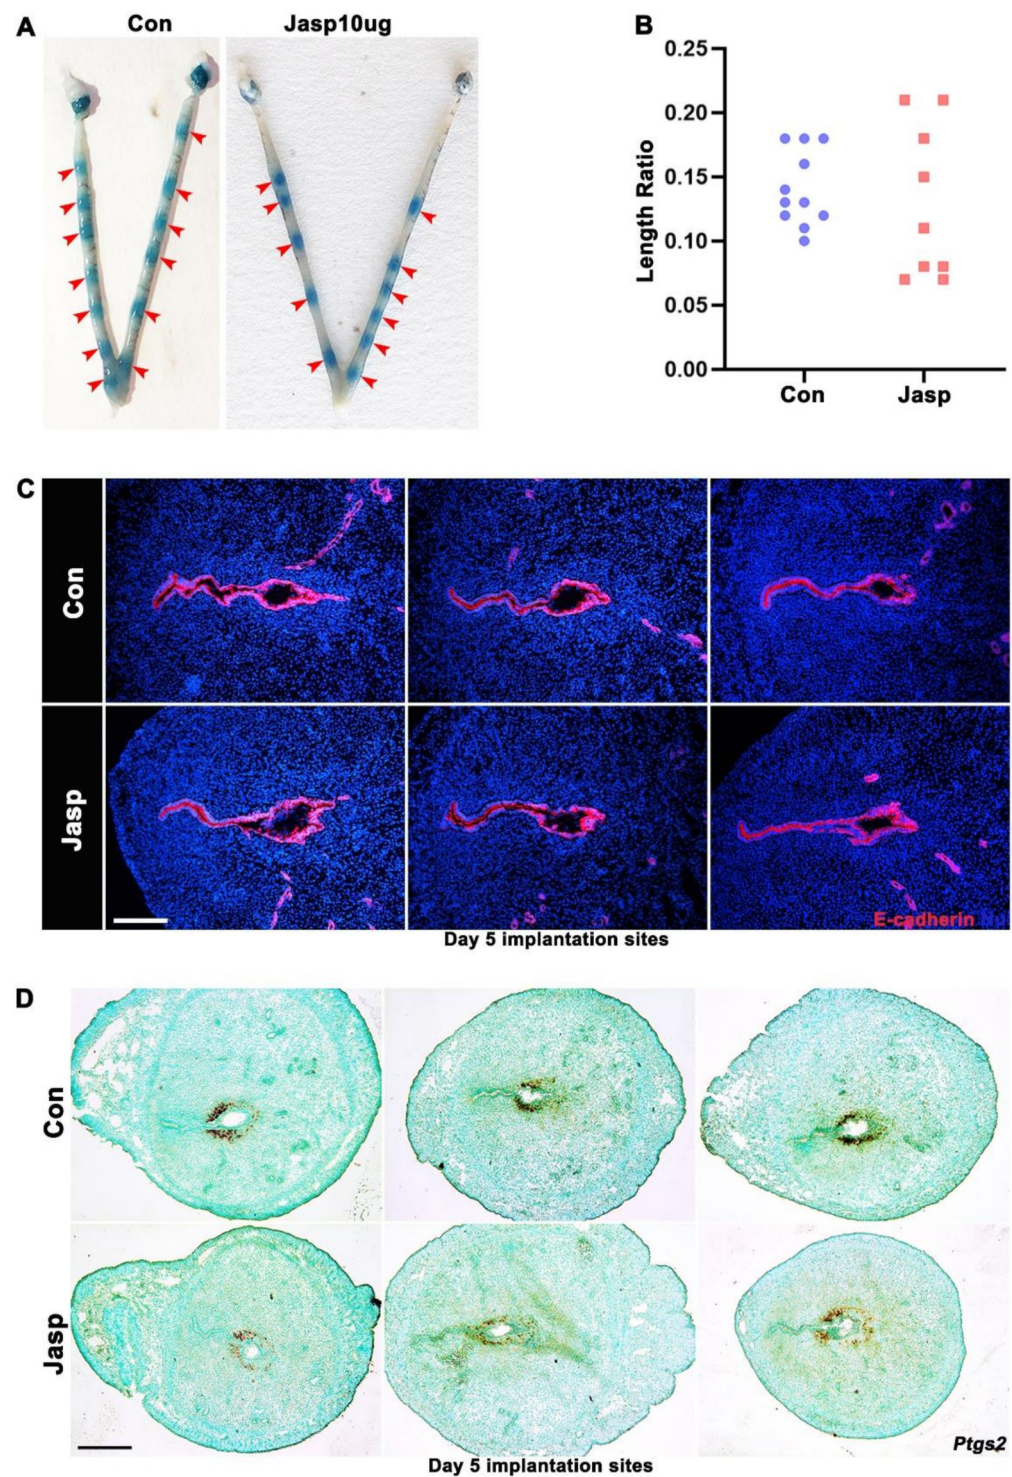 A
Con
Jasp10ug
B
0.25
0.20
0.15
0.10
0.05
0.00
Length Ratio
Con
Jasp
C
Con
Jasp
E-cadherin Nu
Day 5 implantation sites
D
Con
Jasp
Ptgs2
Day 5 implantation sites